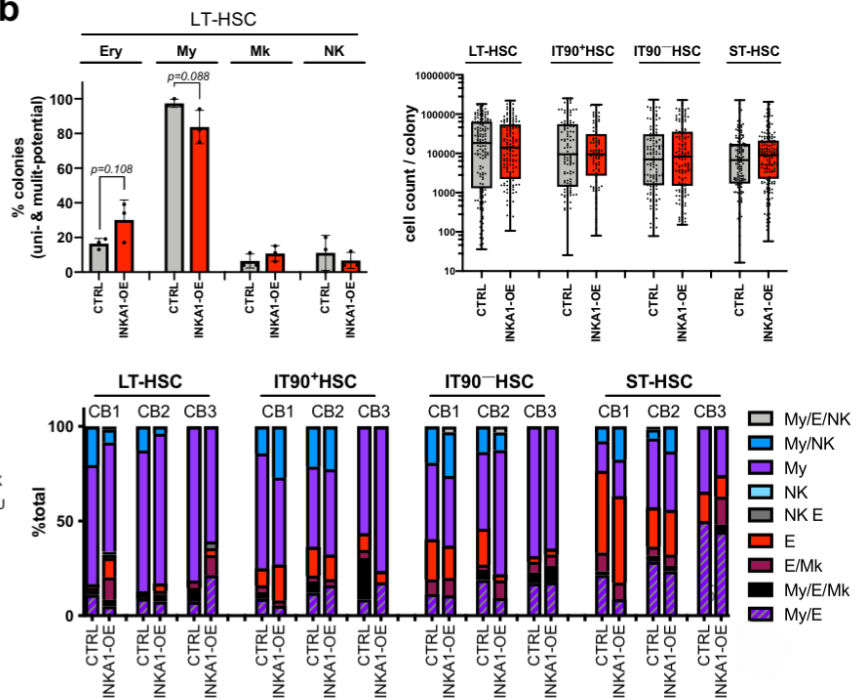 b
LT-HSC
Ery My Mk NK
p=0.088
p=0.108
% colonies
(uni- & mulit-potential)
100
80
60
40
20
0
CTRL INKA1-OE CTRL INKA1-OE CTRL INKA1-OE CTRL INKA1-OE
LT-HSC IT90+HSC IT90—HSC ST-HSC
cell count / colony
1000000
100000
10000
1000
100
10
CTRL INKA1-OE CTRL INKA1-OE CTRL INKA1-OE CTRL INKA1-OE
LT-HSC IT90+HSC IT90—HSC ST-HSC
CB1 CB2 CB3 CB1 CB2 CB3 CB1 CB2 CB3 CB1 CB2 CB3
%total
100
50
0
CTRL INKA1-OE CTRL INKA1-OE CTRL INKA1-OE CTRL INKA1-OE CTRL INKA1-OE CTRL INKA1-OE CTRL INKA1-OE CTRL INKA1-OE CTRL INKA1-OE CTRL INKA1-OE CTRL INKA1-OE CTRL INKA1-OE
My/E/NK
My/NK
My
NK
NK E
E
E/Mk
My/E/Mk
My/E